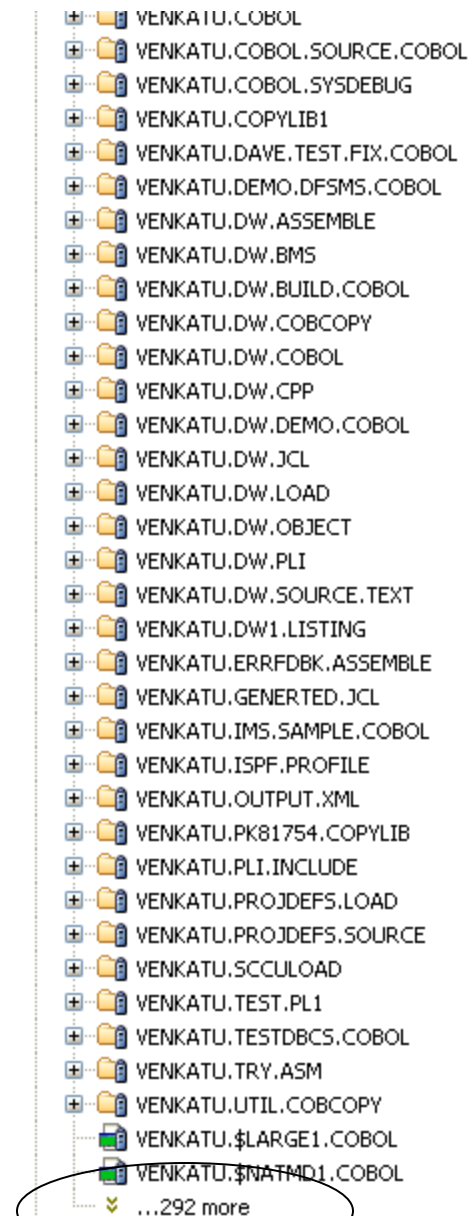 VENKATU.COBOL
VENKATU.COBOL.SOURCE.COBOL
VENKATU.COBOL.SYSDEBUG
VENKATU.COPYLIB1
VENKATU.DAVE.TEST.FIX.COBOL
VENKATU.DEMO.DFSMS.COBOL
VENKATU.DW.ASSEMBLE
VENKATU.DW.BMS
VENKATU.DW.BUILD.COBOL
VENKATU.DW.COBCOPY
VENKATU.DW.COBOL
VENKATU.DW.CPP
VENKATU.DW.DEMO.COBOL
VENKATU.DW.JCL
VENKATU.DW.LOAD
VENKATU.DW.OBJECT
VENKATU.DW.PLI
VENKATU.DW.SOURCE.TEXT
VENKATU.DW1.LISTING
VENKATU.ERRFDBK.ASSEMBLE
VENKATU.GENERTED.JCL
VENKATU.IMS.SAMPLE.COBOL
VENKATU.ISPF.PROFILE
VENKATU.OUTPUT.XML
VENKATU.PK81754.COPYLIB
VENKATU.PLI.INCLUDE
VENKATU.PROJDEFS.LOAD
VENKATU.PROJDEFS.SOURCE
VENKATU.SCCULOAD
VENKATU.TEST.PL1
VENKATU.TESTDBCS.COBOL
VENKATU.TRY.ASM
VENKATU.UTIL.COBCOPY
VENKATU.$LARGE1.COBOL
VENKATU.$NATMD1.COBOL
...292 more